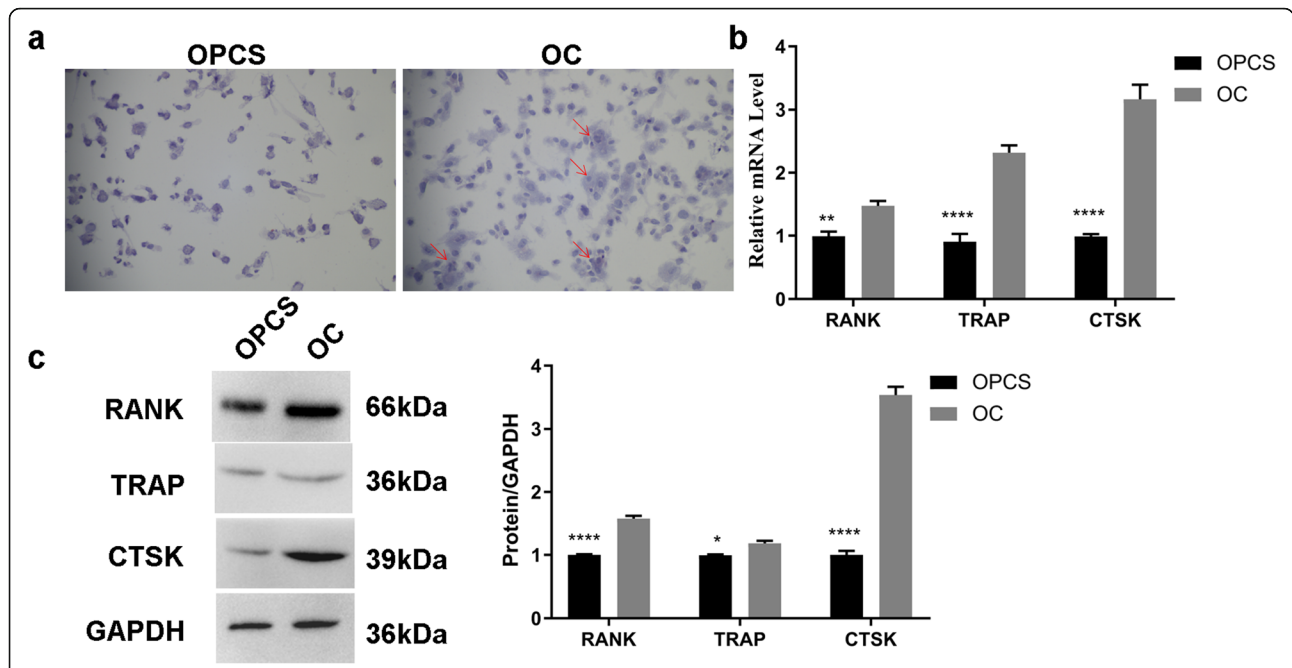 a
OPCS
OC
b
Relative mRNA Level
4
3
2
1
0
**
****
****
RANK
TRAP
CTSK
OPCS
OC
c
OPCS
OC
RANK
66kDa
TRAP
36kDa
CTSK
39kDa
GAPDH
36kDa
Protein/GAPDH
4
3
2
1
0
****
*
****
RANK
TRAP
CTSK
OPCS
OC